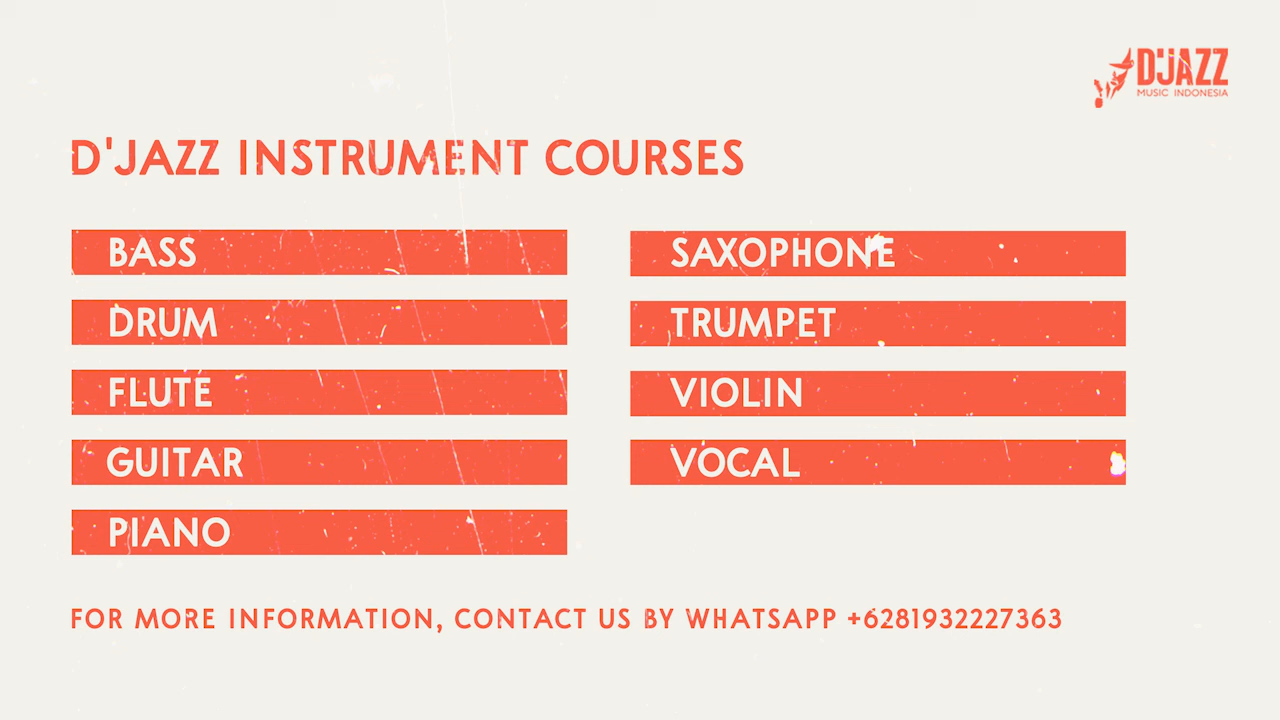 D'JAZZ
MUSIC INDONESIA
D'JAZZ INSTRUMENT COURSES
BASS
DRUM
FLUTE
GUITAR
PIANO
SAXOPHONE
TRUMPET
VIOLIN
VOCAL
FOR MORE INFORMATION, CONTACT US BY WHATSAPP +6281932227363